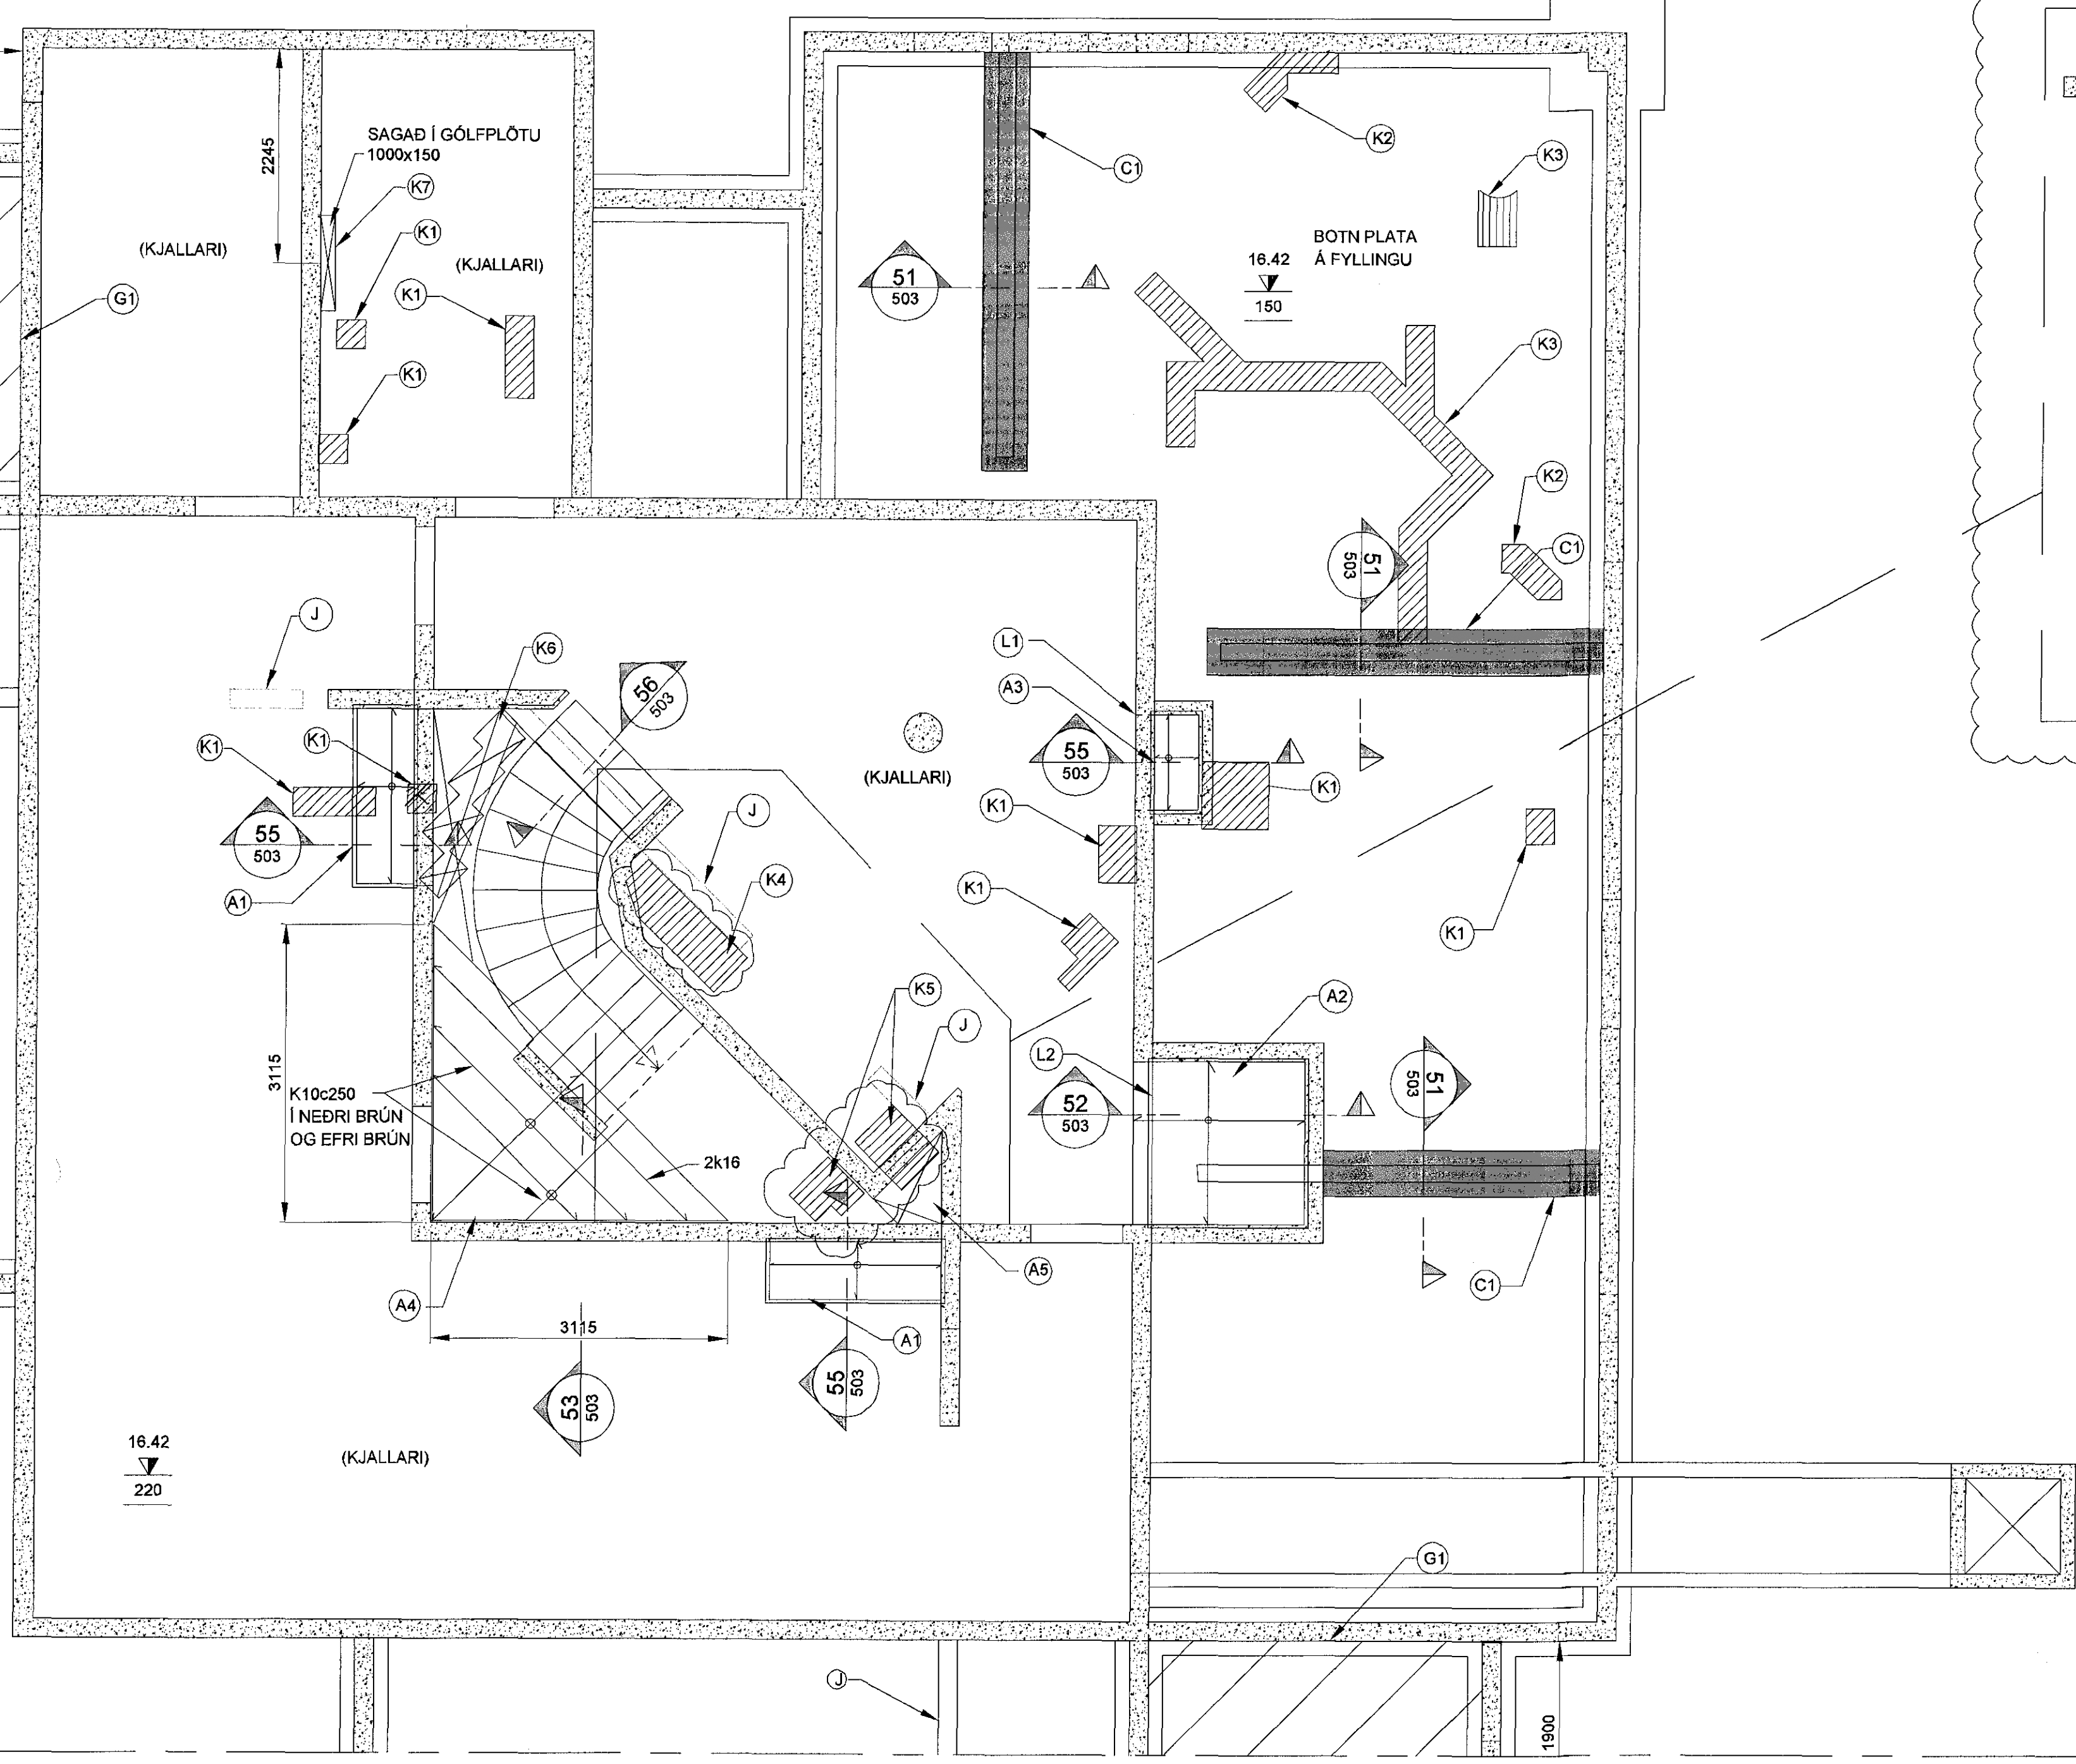 SAGAÐ Í GÓLFPLÖTU
1000x150
2245
K7
K1
(KJALLARI)
(KJALLARI)
K1
G1
K1
K2
C1
K3
BOTN PLATA
Á FYLLINGU
16.42
150
51
503
K3
K2
C1
51
503
J
K6
56
503
L1
A3
55
503
(KJALLARI)
K1
K1
K1
K1
J
55
503
K4
A1
K1
K1
K5
A2
J
L2
3115
K10c250
Í NEÐRI BRÚN
OG EFRI BRÚN
52
503
51
503
2k16
A5
A4
C1
3115
A1
53
503
55
503
16.42
220
(KJALLARI)
G1
J
1900